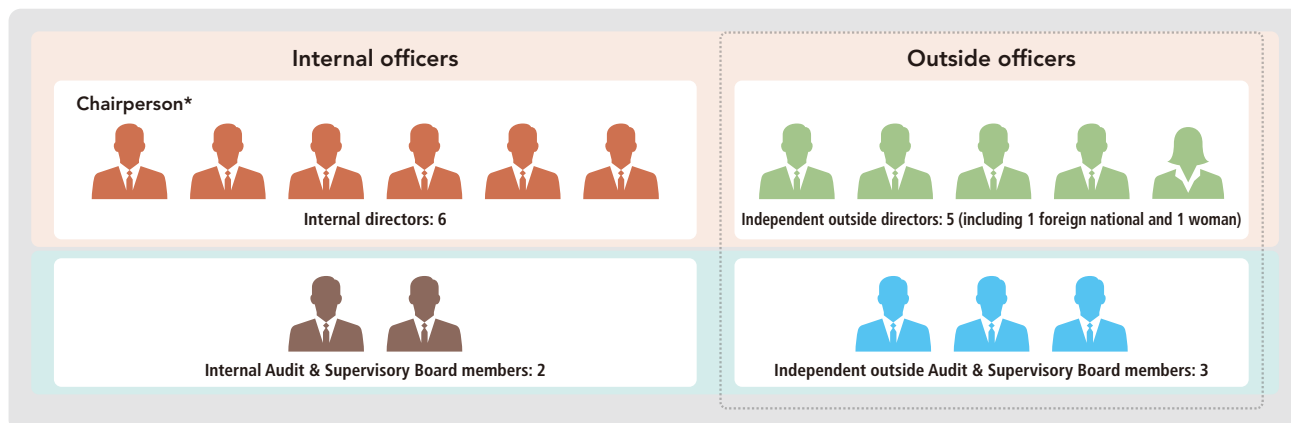 Internal officers
Outside officers
Chairperson*
Internal directors: 6
Independent outside directors: 5 (including 1 foreign national and 1 woman)
Internal Audit & Supervisory Board members: 2
Independent outside Audit & Supervisory Board members: 3